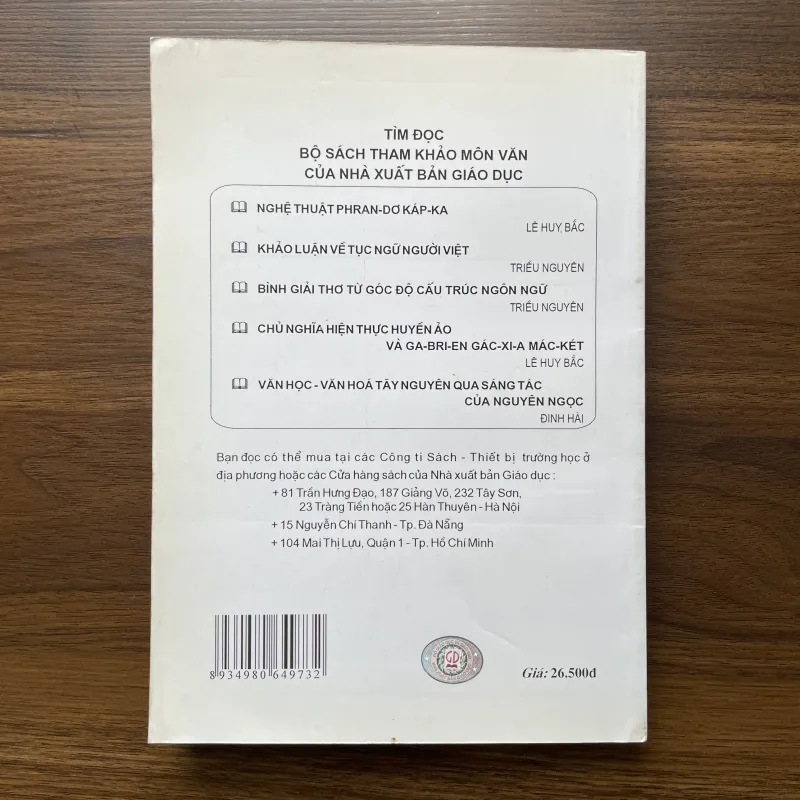 TÌM ĐỌC
BỘ SÁCH THAM KHẢO MÔN VĂN
CỦA NHÀ XUẤT BẢN GIÁO DỤC
NGHỆ THUẬT PHRAN-DƠ KÁP-KA
LÊ HUY BẮC
KHẢO LUẬN VỀ TỤC NGỮ NGƯỜI VIỆT
TRIỀU NGUYÊN
BÌNH GIẢI THƠ TỪ GÓC ĐỘ CẤU TRÚC NGÔN NGỮ
TRIỀU NGUYÊN
CHỦ NGHĨA HIỆN THỰC HUYỀN ẢO
VÀ GA-BRI-EN GÁC-XI-A MÁC-KÉT
LÊ HUY BẮC
VĂN HỌC - VĂN HOÁ TÂY NGUYÊN QUA SÁNG TÁC
CỦA NGUYÊN NGỌC
ĐINH HÀI
Bạn đọc có thể mua tại các Công ti Sách - Thiết bị trường học ở
địa phương hoặc các Cửa hàng sách của Nhà xuất bản Giáo dục :
+ 81 Trần Hưng Đạo, 187 Giảng Võ, 232 Tây Sơn,
23 Tràng Tiền hoặc 25 Hàn Thuyên - Hà Nội
+ 15 Nguyễn Chí Thanh - Tp. Đà Nẵng
+ 104 Mai Thị Lựu, Quận 1 - Tp. Hồ Chí Minh
8 934980 649732
GD
Giá: 26.500đ